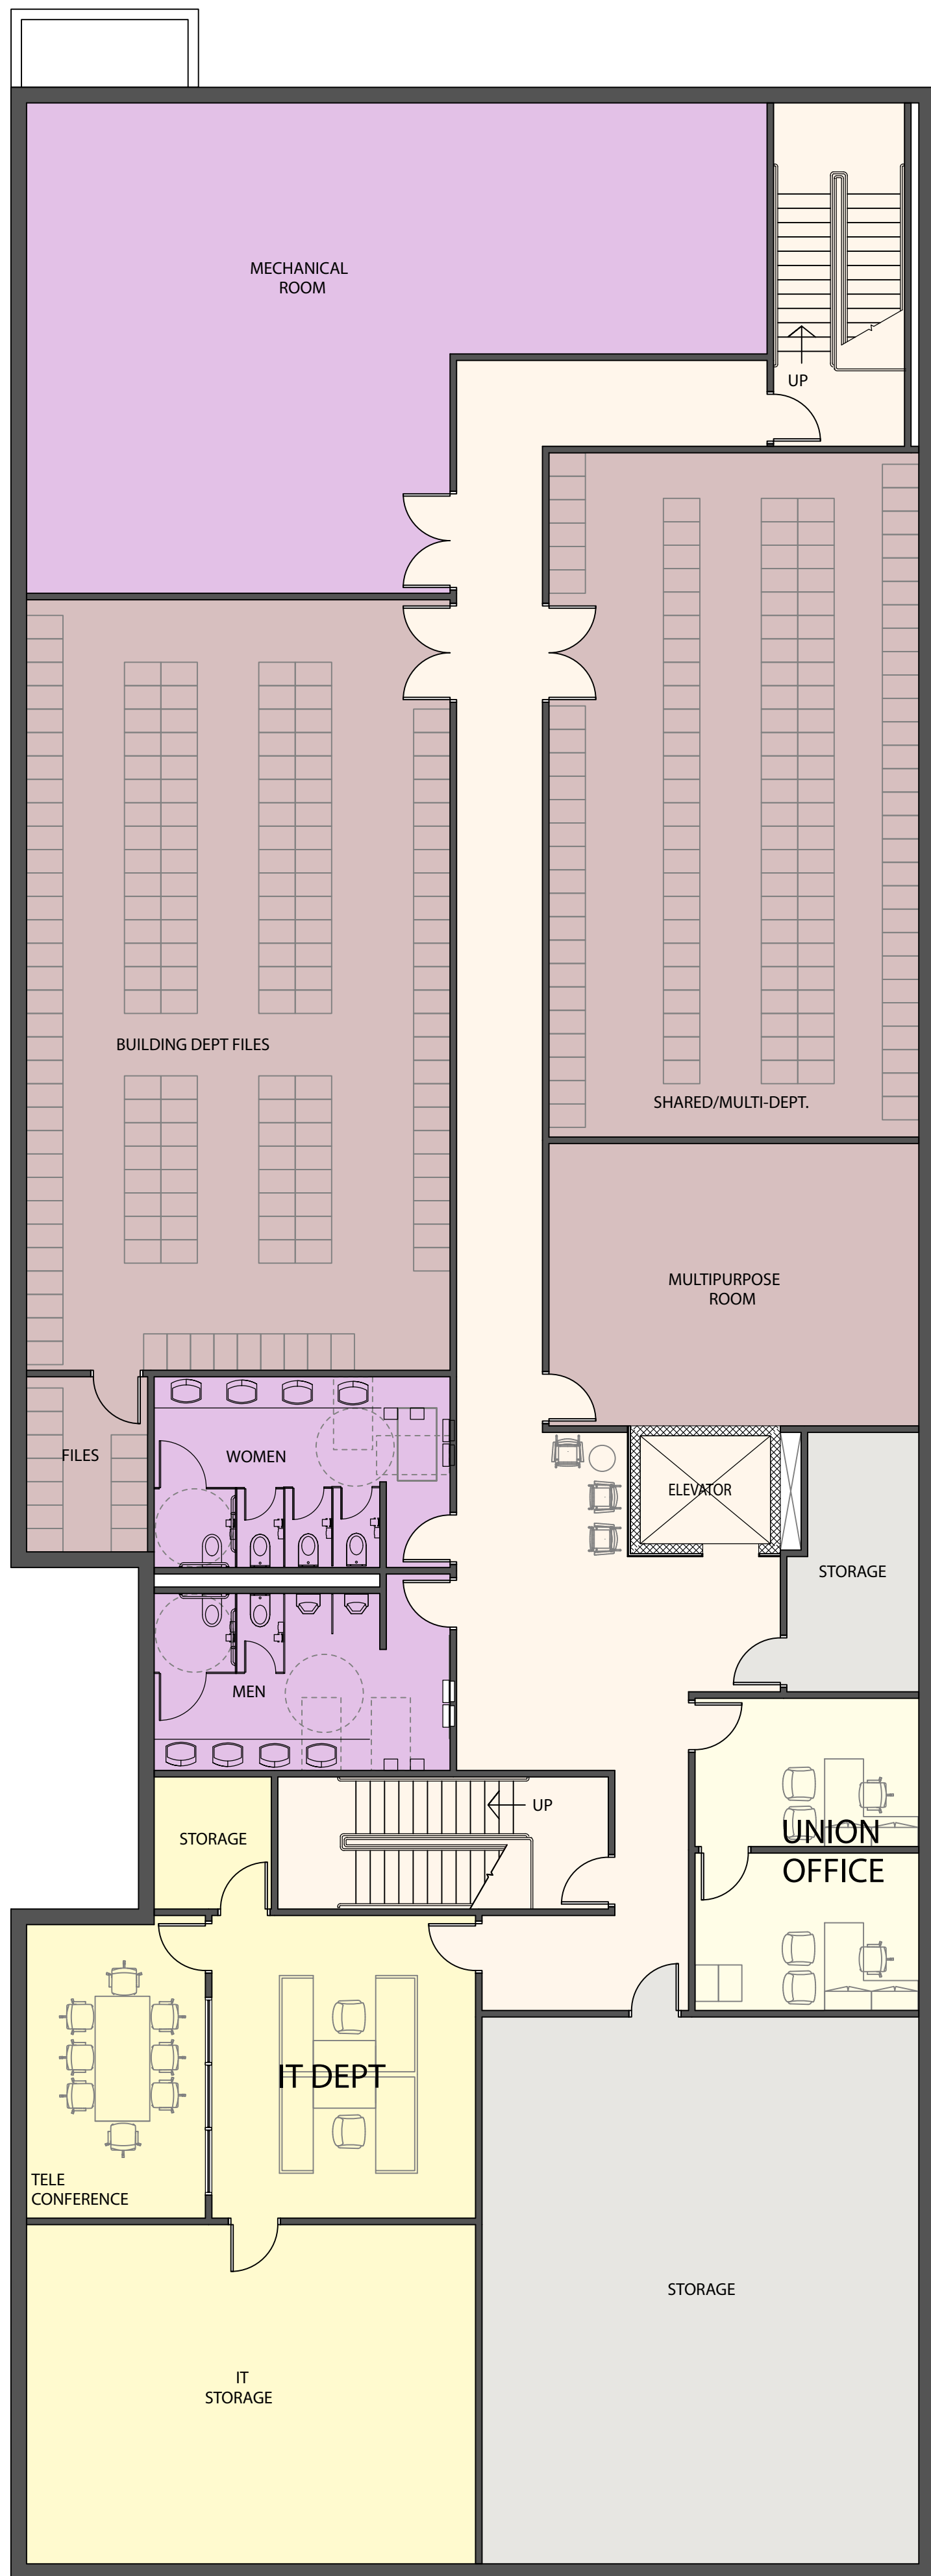 MECHANICAL
ROOM
UP
BUILDING DEPT FILES
SHARED/MULTI-DEPT.
MULTIPURPOSE
ROOM
FILES
WOMEN
ELEVATOR
STORAGE
MEN
UP
STORAGE
UNION
OFFICE
IT DEPT
TELE
CONFERENCE
STORAGE
IT
STORAGE